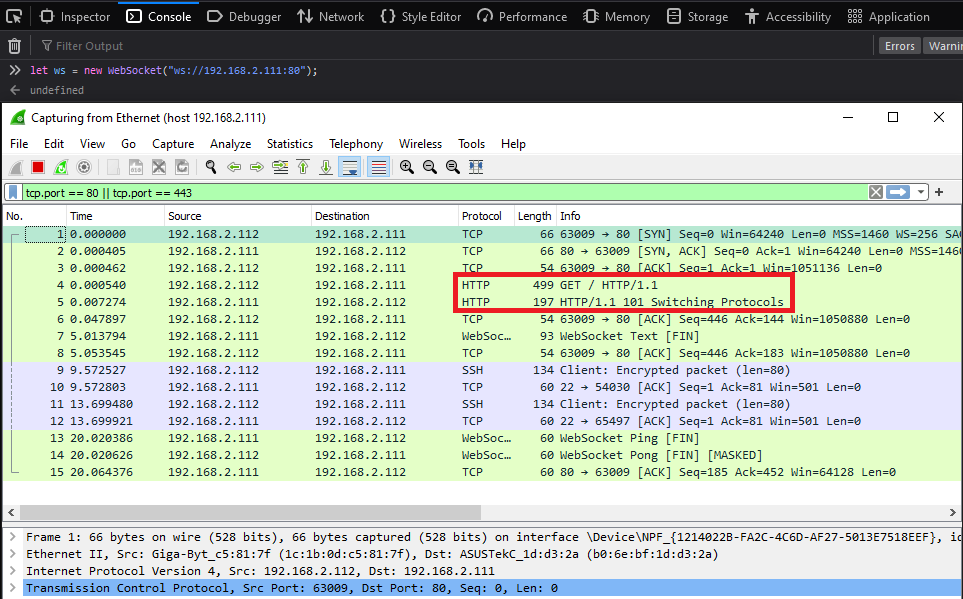 Inspector Console Debugger Network {} Style Editor Performance Memory Storage Accessibility Application
Filter Output Errors Warnin
>> let ws = new WebSocket("ws://192.168.2.111:80");
← undefined
Capturing from Ethernet (host 192.168.2.111)
File Edit View Go Capture Analyze Statistics Telephony Wireless Tools Help
tcp.port == 80 || tcp.port == 443
No. Time Source Destination Protocol Length Info
1 0.000000 192.168.2.112 192.168.2.111 TCP 66 63009 → 80 [SYN] Seq=0 Win=64240 Len=0 MSS=1460 WS=256 SAC
2 0.000405 192.168.2.111 192.168.2.112 TCP 66 80 → 63009 [SYN, ACK] Seq=0 Ack=1 Win=64240 Len=0 MSS=1460
3 0.000462 192.168.2.112 192.168.2.111 TCP 54 63009 → 80 [ACK] Seq=1 Ack=1 Win=1051136 Len=0
4 0.000540 192.168.2.112 192.168.2.111 HTTP 499 GET / HTTP/1.1
5 0.007274 192.168.2.111 192.168.2.112 HTTP 197 HTTP/1.1 101 Switching Protocols
6 0.047897 192.168.2.112 192.168.2.111 TCP 54 63009 → 80 [ACK] Seq=446 Ack=144 Win=1050880 Len=0
7 5.013794 192.168.2.111 192.168.2.112 WebSoc… 93 WebSocket Text [FIN]
8 5.053545 192.168.2.112 192.168.2.111 TCP 54 63009 → 80 [ACK] Seq=446 Ack=183 Win=1050880 Len=0
9 9.572527 192.168.2.112 192.168.2.111 SSH 134 Client: Encrypted packet (len=80)
10 9.572803 192.168.2.111 192.168.2.112 TCP 60 22 → 54030 [ACK] Seq=1 Ack=81 Win=501 Len=0
11 13.699480 192.168.2.112 192.168.2.111 SSH 134 Client: Encrypted packet (len=80)
12 13.699921 192.168.2.111 192.168.2.112 TCP 60 22 → 65497 [ACK] Seq=1 Ack=81 Win=501 Len=0
13 20.020386 192.168.2.111 192.168.2.112 WebSoc… 60 WebSocket Ping [FIN]
14 20.020626 192.168.2.112 192.168.2.111 WebSoc… 60 WebSocket Pong [FIN] [MASKED]
15 20.064376 192.168.2.111 192.168.2.112 TCP 60 80 → 63009 [ACK] Seq=185 Ack=452 Win=64128 Len=0
Frame 1: 66 bytes on wire (528 bits), 66 bytes captured (528 bits) on interface \Device\NPF_{1214022B-FA2C-4C6D-AF27-5013E7518EEF}, id
Ethernet II, Src: Giga-Byt_c5:81:7f (1c:1b:0d:c5:81:7f), Dst: ASUSTekC_1d:d3:2a (b0:6e:bf:1d:d3:2a)
Internet Protocol Version 4, Src: 192.168.2.112, Dst: 192.168.2.111
Transmission Control Protocol, Src Port: 63009, Dst Port: 80, Seq: 0, Len: 0